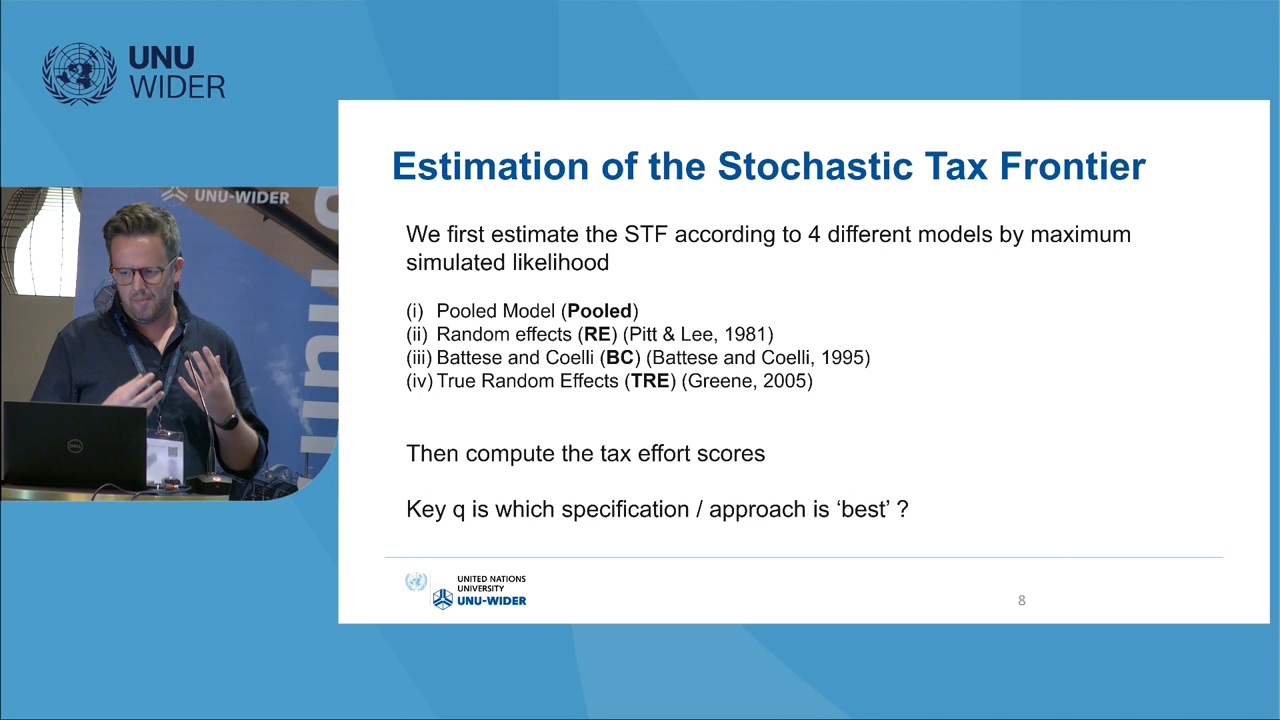 UNU
WIDER
UNU-WIDER
unu
DELL
Estimation of the Stochastic Tax Frontier
We first estimate the STF according to 4 different models by maximum
simulated likelihood
(i) Pooled Model (Pooled)
(ii) Random effects (RE) (Pitt & Lee, 1981)
(iii) Battese and Coelli (BC) (Battese and Coelli, 1995)
(iv) True Random Effects (TRE) (Greene, 2005)
Then compute the tax effort scores
Key q is which specification / approach is ‘best’ ?
UNITED NATIONS
UNIVERSITY
UNU-WIDER
8